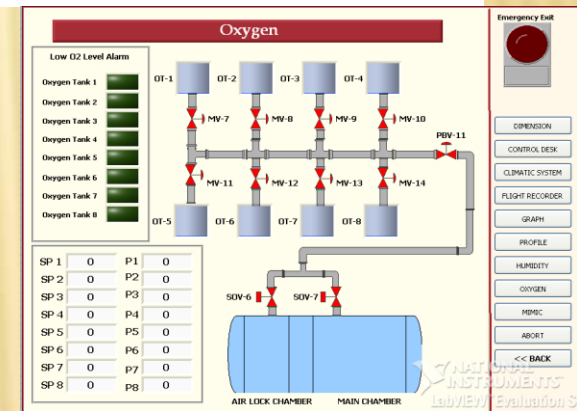 Oxygen
Emergency Exit
Low O2 Level Alarm
Oxygen Tank 1
Oxygen Tank 2
Oxygen Tank 3
Oxygen Tank 4
Oxygen Tank 5
Oxygen Tank 6
Oxygen Tank 7
Oxygen Tank 8
OT-1 OT-2 OT-3 OT-4
MV-7 MV-8 MV-9 MV-10
PBV-11
MV-11 MV-12 MV-13 MV-14
OT-5 OT-6 OT-7 OT-8
SP 1 0 P1 0
SP 2 0 P2 0
SP 3 0 P3 0
SP 4 0 P4 0
SP 5 0 P5 0
SP 6 0 P6 0
SP 7 0 P7 0
SP 8 0 P8 0
SOV-6 SOV-7
AIR LOCK CHAMBER MAIN CHAMBER
DIMENSION
CONTROL DESK
CLIMATIC SYSTEM
FLIGHT RECORDER
GRAPH
PROFILE
HUMIDITY
OXYGEN
MIMIC
ABORT
<< BACK
NATIONAL
INSTRUMENTS
LabVIEW Evaluation S